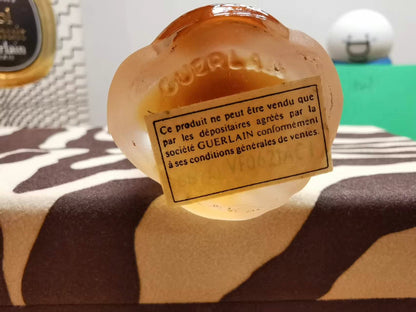 GUERLAIN
Ce produit ne peut être vendu que
par les dépositaires agréés par la
société GUERLAIN conformément
à ses conditions générales de ventes.